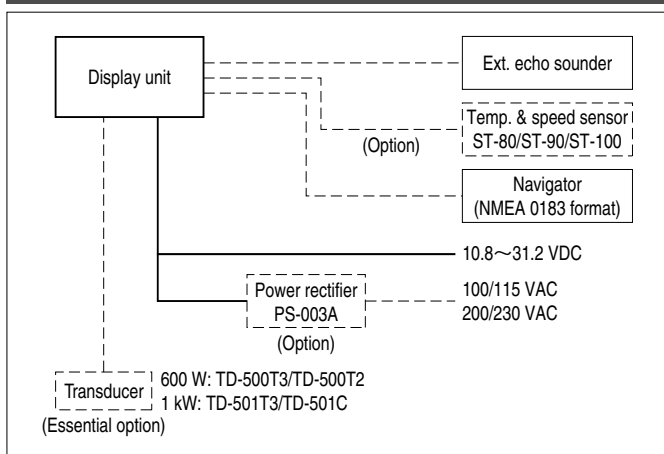 Display unit
Ext. echo sounder
Temp. & speed sensor
ST-80/ST-90/ST-100
(Option)
Navigator
(NMEA 0183 format)
10.8～31.2 VDC
Power rectifier
PS-003A
(Option)
100/115 VAC
200/230 VAC
Transducer
(Essential option)
600 W: TD-500T3/TD-500T2
1 kW: TD-501T3/TD-501C